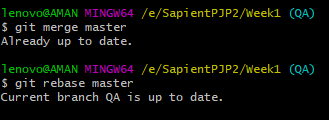 lenovo@AMAN MINGW64 /e/SapientPJP2/Week1 (QA)
$ git merge master
Already up to date.
lenovo@AMAN MINGW64 /e/SapientPJP2/Week1 (QA)
$ git rebase master
Current branch QA is up to date.